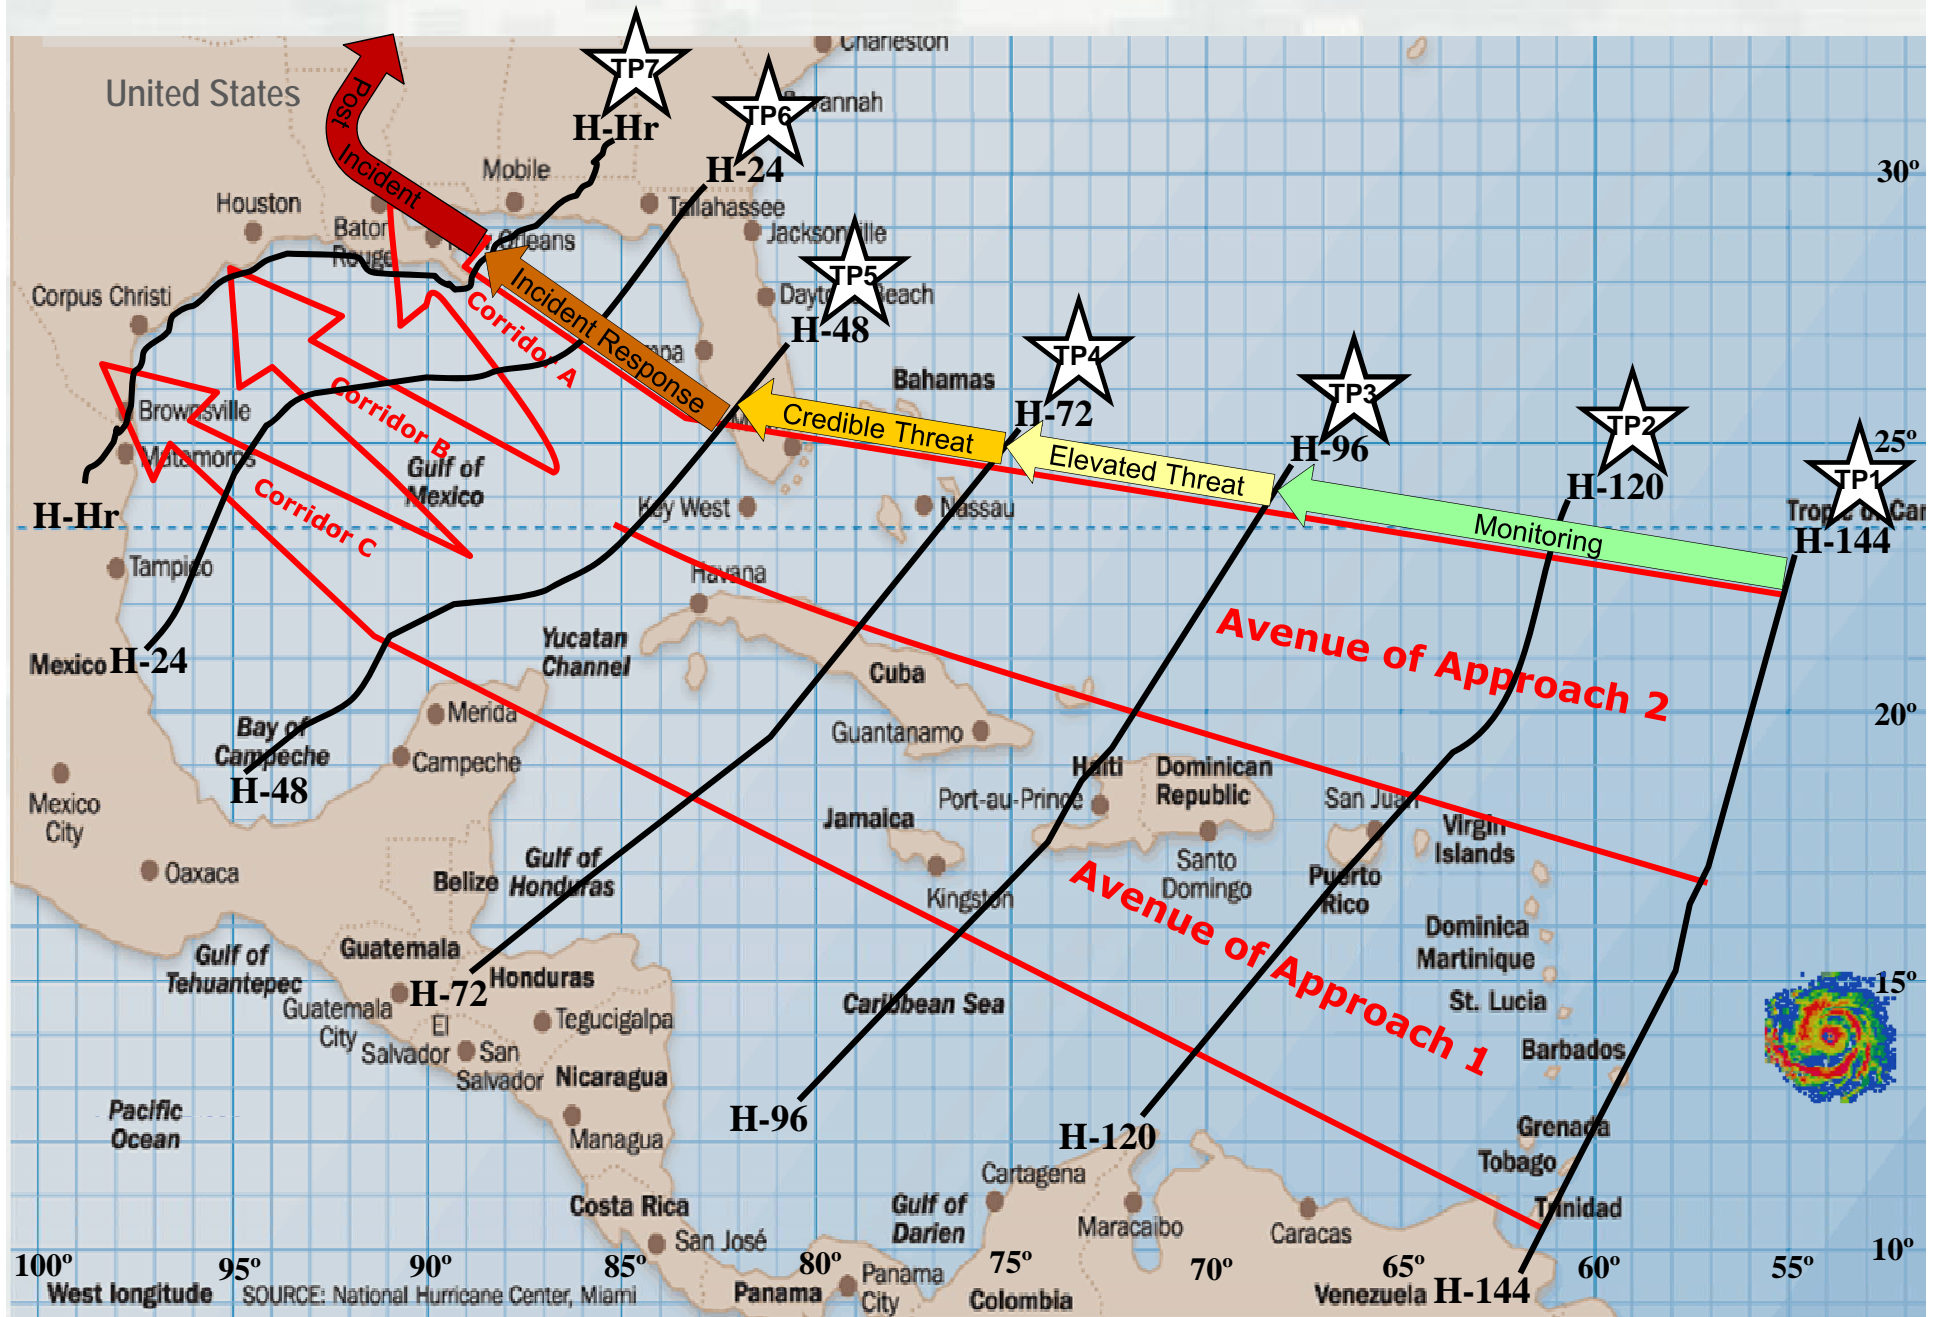 Charleston
United States
TP7
Post
Savannah
TP6
H-Hr
Incident
H-24
Mobile
30º
Houston
Tallahassee
Baton
Rouge
Orleans
Jacksonville
TP5
Corpus Christi
Daytona Beach
Incident Response
Corridor A
H-48
TP4
TP3
Bahamas
TP2
Brownsville
Corridor B
H-72
Credible Threat
H-96
25º
Matamoros
Gulf of
Mexico
Elevated Threat
TP1
H-120
Corridor C
Key West
Nassau
Tropic of Can
H-Hr
Monitoring
H-144
Tampico
Havana
Yucatan
Channel
Avenue of Approach 2
Mexico
H-24
Cuba
Merida
20º
Bay of
Campeche
Guantanamo
Campeche
H-48
Haiti
Dominican
Republic
Mexico
City
Port-au-Prince
San Juan
Jamaica
Virgin
Islands
Oaxaca
Gulf of
Honduras
Belize
Santo
Domingo
Puerto
Rico
Kingston
Avenue of Approach 1
Dominica
Guatemala
Gulf of
Tehuantepec
Martinique
Honduras
15º
H-72
Guatemala
City
Caribbean Sea
St. Lucia
El
Salvador
Tegucigalpa
San
Salvador
Barbados
Nicaragua
Pacific
Ocean
H-96
H-120
Grenada
Managua
Tobago
Cartagena
Costa Rica
Gulf of
Darien
Maracaibo
Caracas
Trinidad
San José
10º
100º
95º
90º
85º
80º
75º
70º
65º
60º
55º
West longitude
SOURCE: National Hurricane Center, Miami
Panama
Panama
City
Colombia
Venezuela
H-144